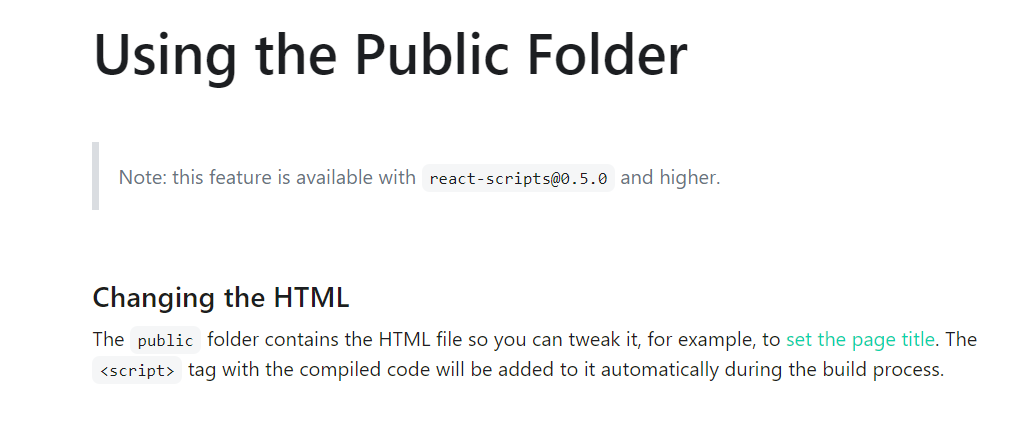 Using the Public Folder
Note: this feature is available with react-scripts@0.5.0 and higher.
Changing the HTML
The public folder contains the HTML file so you can tweak it, for example, to set the page title. The
<script> tag with the compiled code will be added to it automatically during the build process.